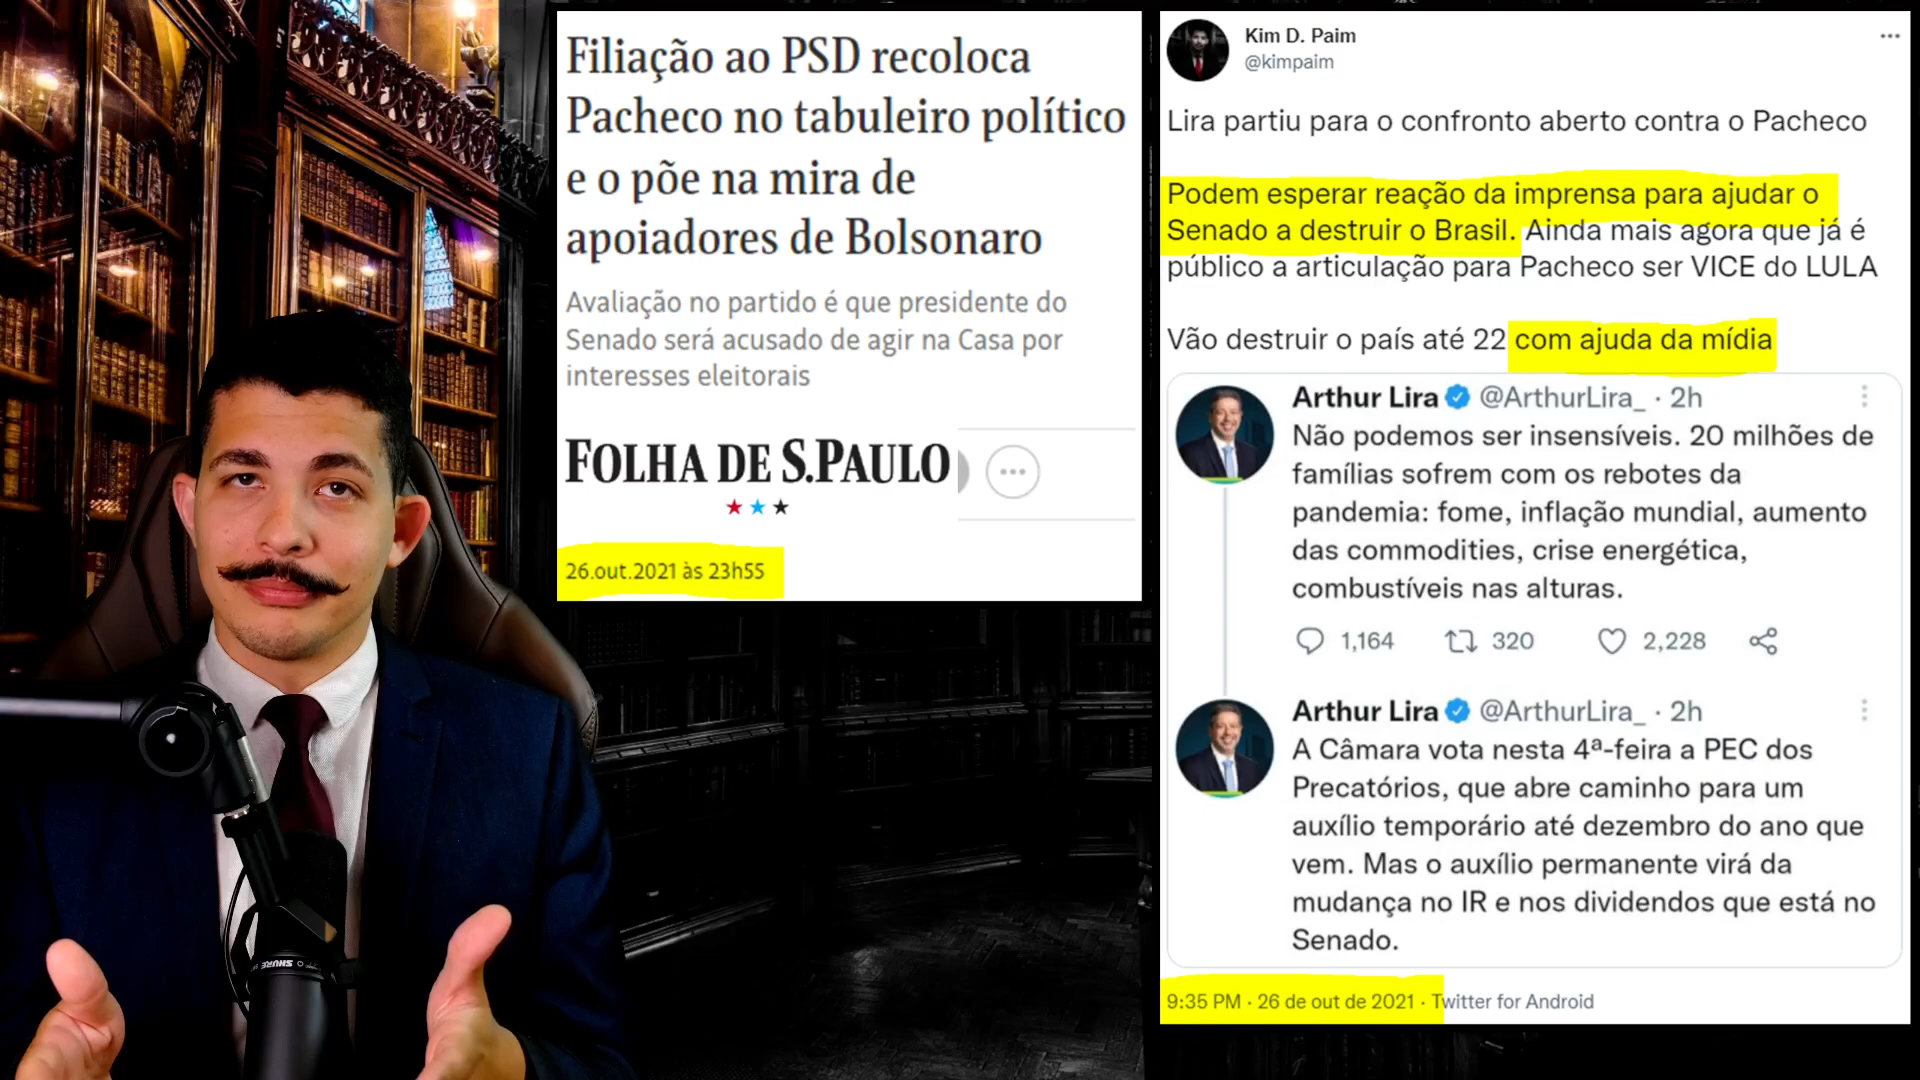 Filiação ao PSD recoloca
Pacheco no tabuleiro político
e o põe na mira de
apoiadores de Bolsonaro
Avaliação no partido é que presidente do
Senado será acusado de agir na Casa por
interesses eleitorais
FOLHA DE S.PAULO
26.out.2021 às 23h55
Kim D. Paim
@kimpaim
Lira partiu para o confronto aberto contra o Pacheco
Podem esperar reação da imprensa para ajudar o
Senado a destruir o Brasil. Ainda mais agora que já é
público a articulação para Pacheco ser VICE do LULA
Vão destruir o país até 22 com ajuda da mídia
Arthur Lira @ArthurLira_ · 2h
Não podemos ser insensíveis. 20 milhões de
famílias sofrem com os rebotes da
pandemia: fome, inflação mundial, aumento
das commodities, crise energética,
combustíveis nas alturas.
1,164 320 2,228
Arthur Lira @ArthurLira_ · 2h
A Câmara vota nesta 4ª-feira a PEC dos
Precatórios, que abre caminho para um
auxílio temporário até dezembro do ano que
vem. Mas o auxílio permanente virá da
mudança no IR e nos dividendos que está no
Senado.
9:35 PM · 26 de out de 2021 · Twitter for Android
SHURE